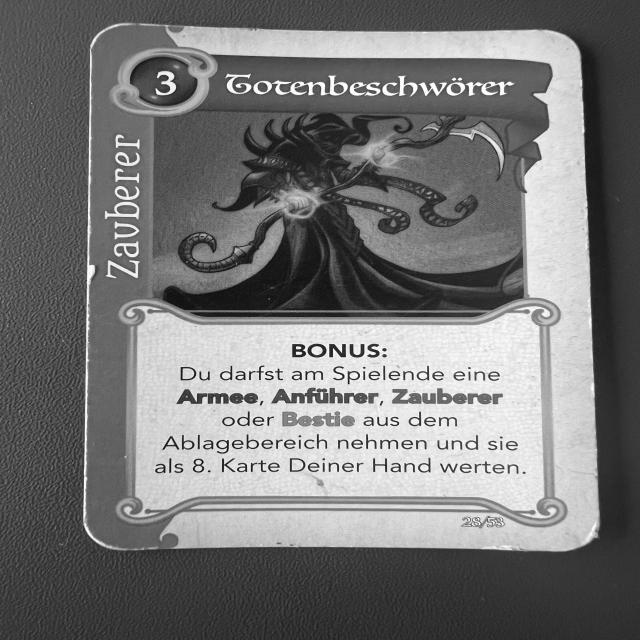 3
Totenbeschwörer
Zauberer
BONUS:
Du darfst am Spielende eine
Armee, Anführer, Zauberer
oder Bestie aus dem
Ablagebereich nehmen und sie
als 8. Karte Deiner Hand werten.
28/53